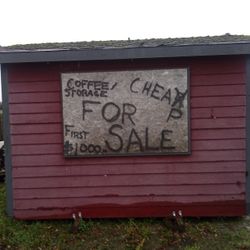 COFFEE/
STORAGE
CHEAP
FOR
SALE
FIRST
$1000.